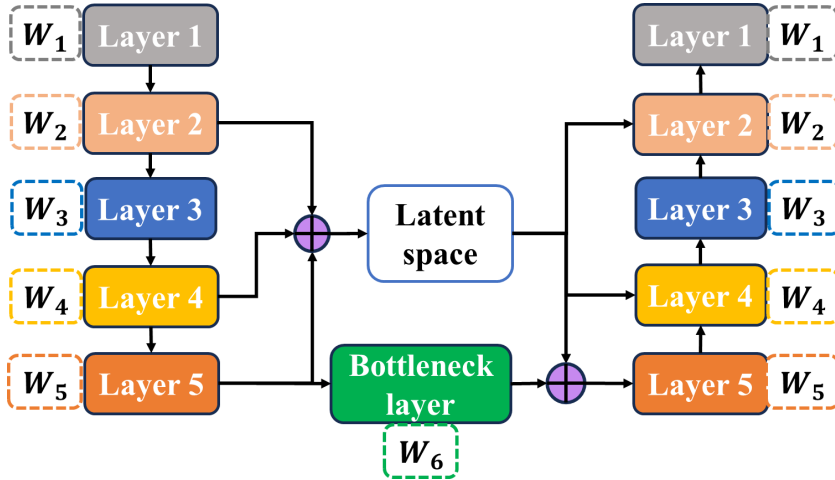 W₁ Layer 1
W₂ Layer 2
W₃ Layer 3
W₄ Layer 4
W₅ Layer 5
Latent
space
Bottleneck
layer
W₆
Layer 1 W₁
Layer 2 W₂
Layer 3 W₃
Layer 4 W₄
Layer 5 W₅